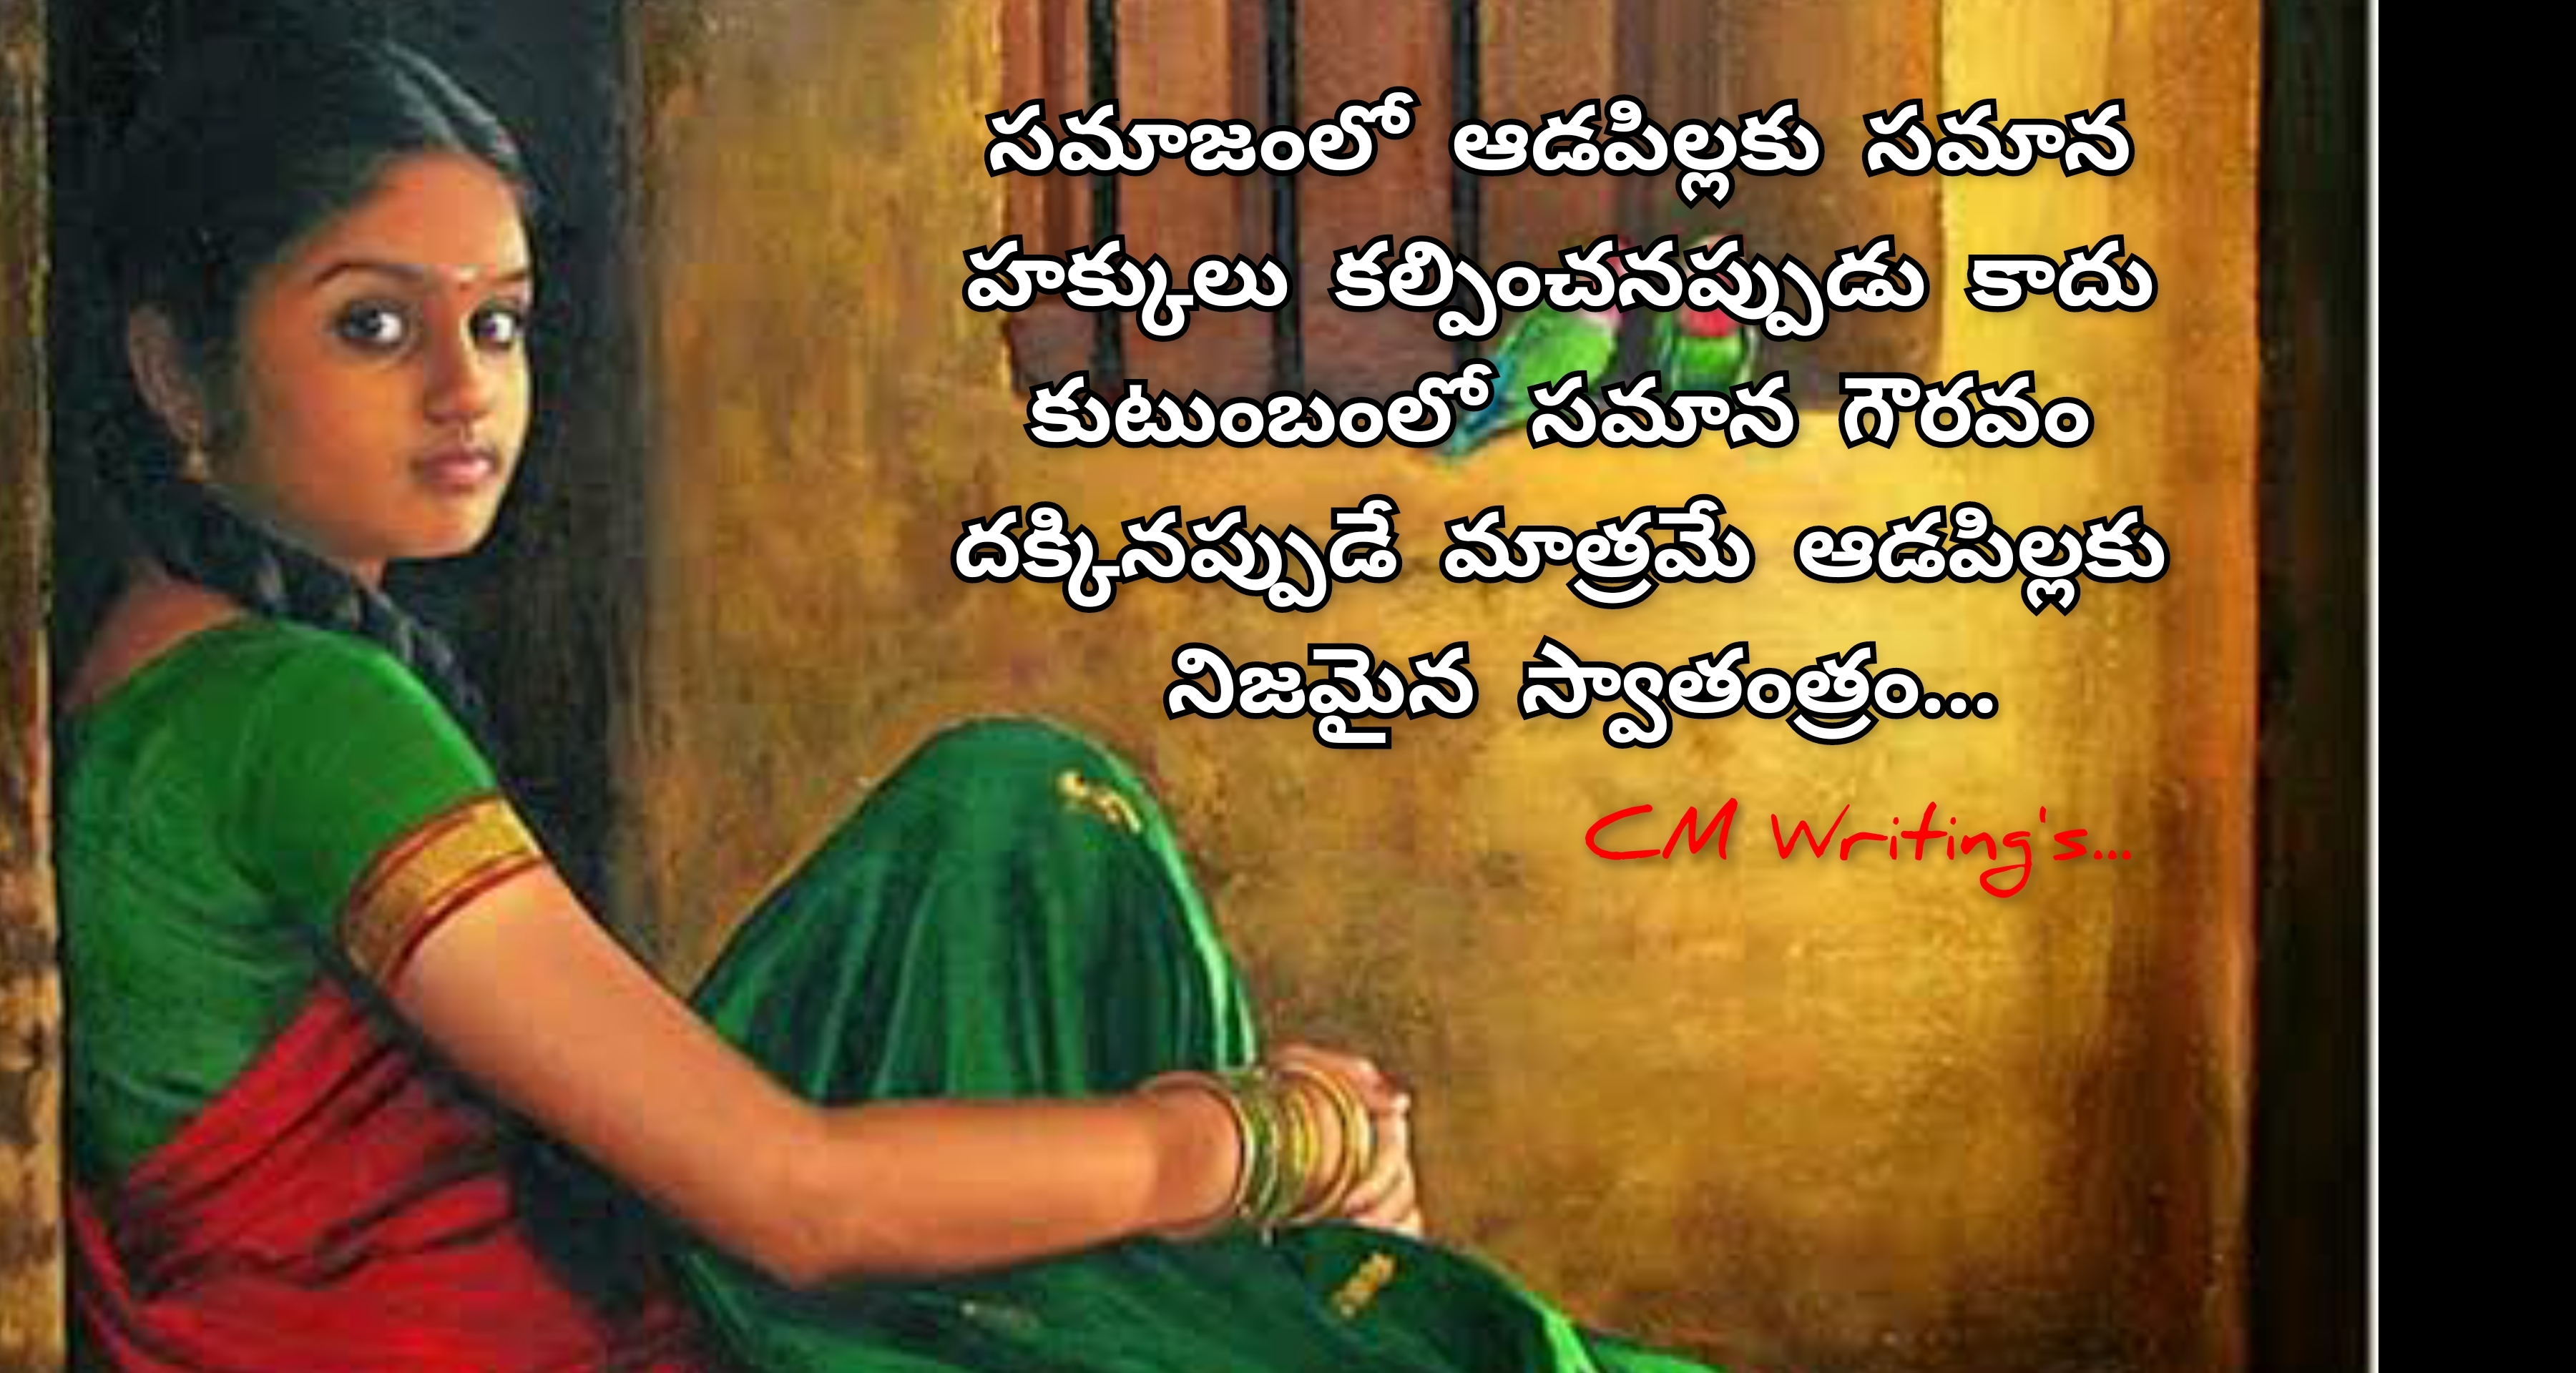 సమాజంలో ఆడపిల్లకు సమాన
హక్కులు కల్పించనప్పుడు కాదు
కుటుంబంలో సమాన గౌరవం
దక్కినప్పుడే మాత్రమే ఆడపిల్లకు
నిజమైన స్వాతంత్రం...
CM Writing's...